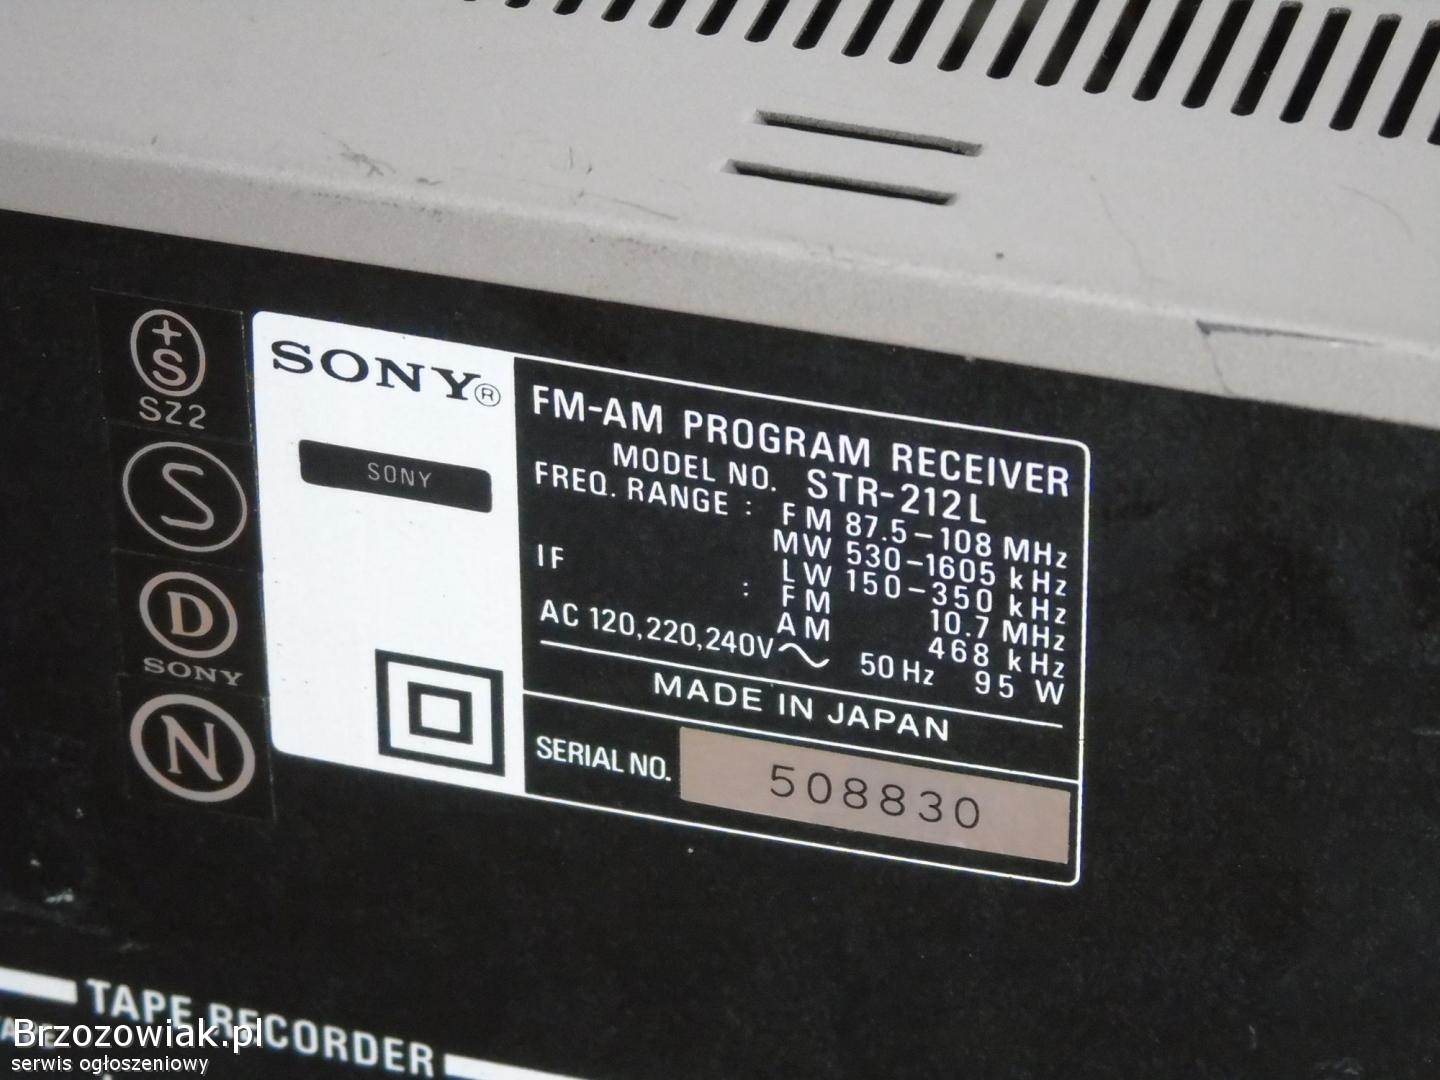 +
S
SZ2
S
D
SONY
N
SONY®
SONY
FM-AM PROGRAM RECEIVER
MODEL NO. STR-212L
FREQ. RANGE : FM 87.5-108 MHz
MW 530-1605 kHz
LW 150-350 kHz
IF : FM 10.7 MHz
AM 468 kHz
AC 120,220,240V~ 50 Hz 95 W
MADE IN JAPAN
SERIAL NO. 508830
TAPE RECORDER
Brzozowiak.pl
serwis ogłoszeniowy